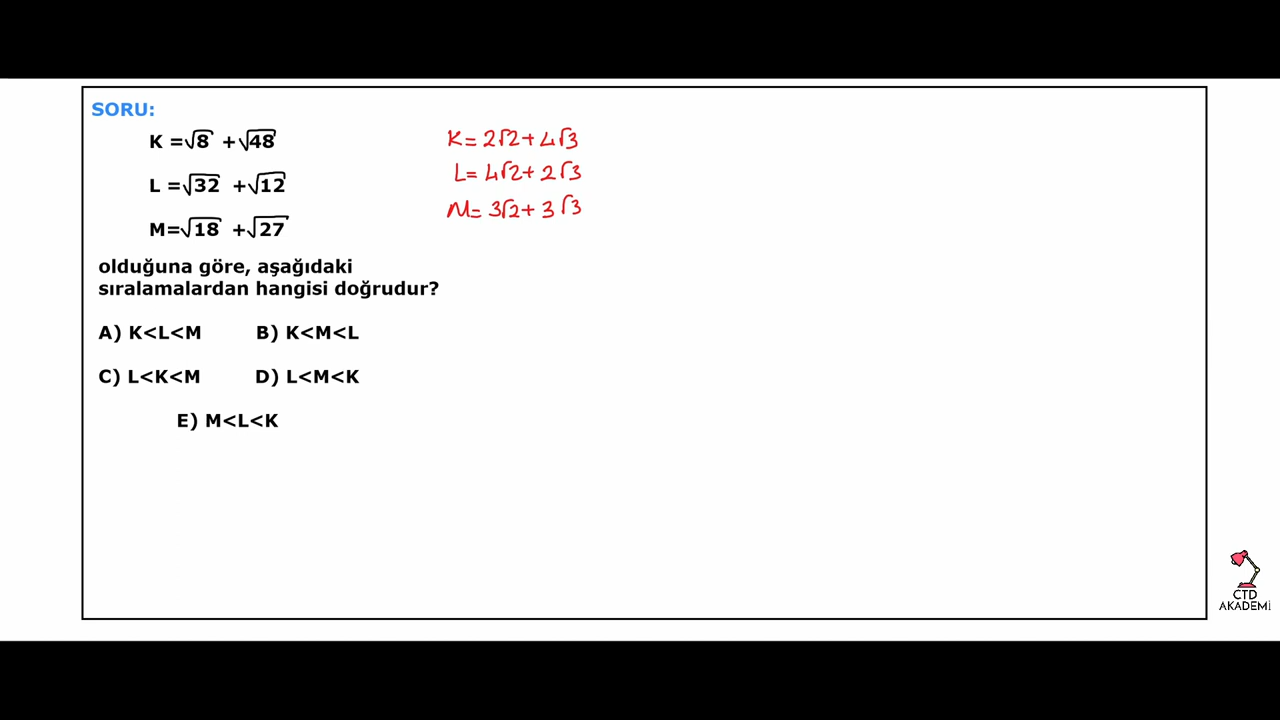 SORU:
K =√8 +√48
L =√32 +√12
M=√18 +√27
K= 2√2+ 4√3
L= 4√2+ 2√3
M= 3√2+ 3√3
olduğuna göre, aşağıdaki
sıralamalardan hangisi doğrudur?
A) K<L<M B) K<M<L
C) L<K<M D) L<M<K
E) M<L<K
CTD
AKADEMİ